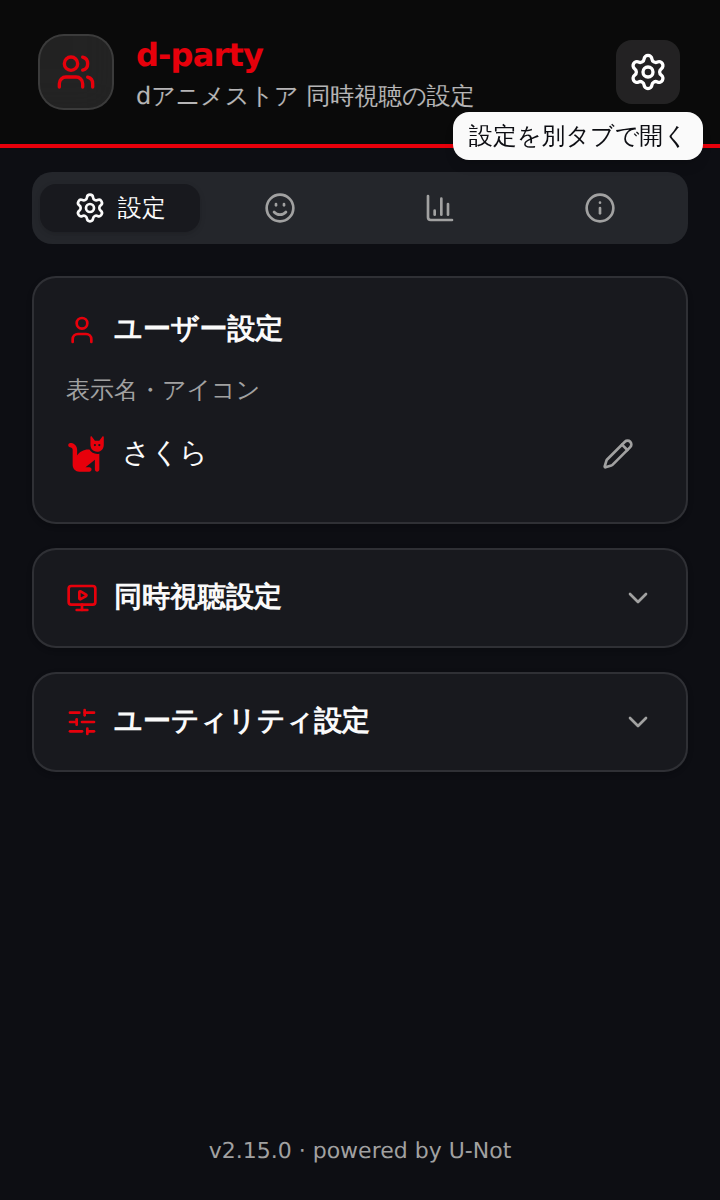 d-party
dアニメストア 同時視聴の設定
設定を別タブで開く
設定
ユーザー設定
表示名・アイコン
さくら
同時視聴設定
ユーティリティ設定
v2.15.0 · powered by U-Not